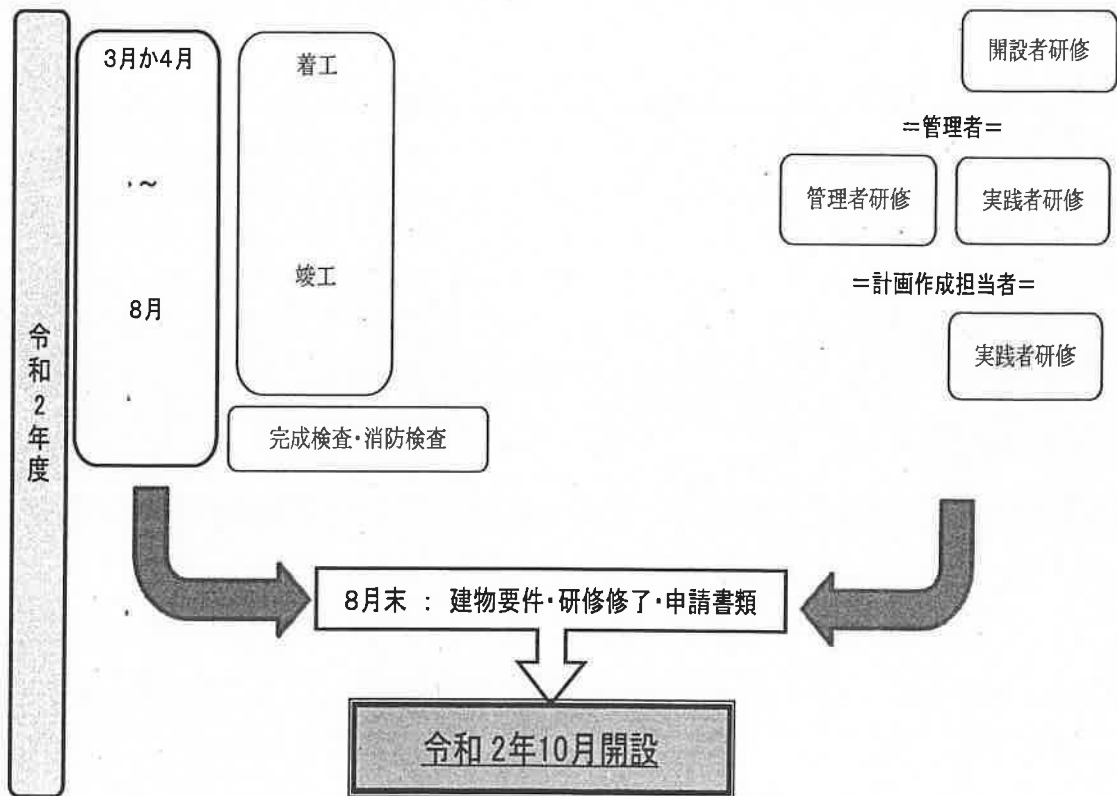 令和2年度
3月か4月
~
8月
着工
竣工
完成検査・消防検査
開設者研修
=管理者=
管理者研修
実践者研修
=計画作成担当者=
実践者研修
8月末 : 建物要件・研修修了・申請書類
令和2年10月開設